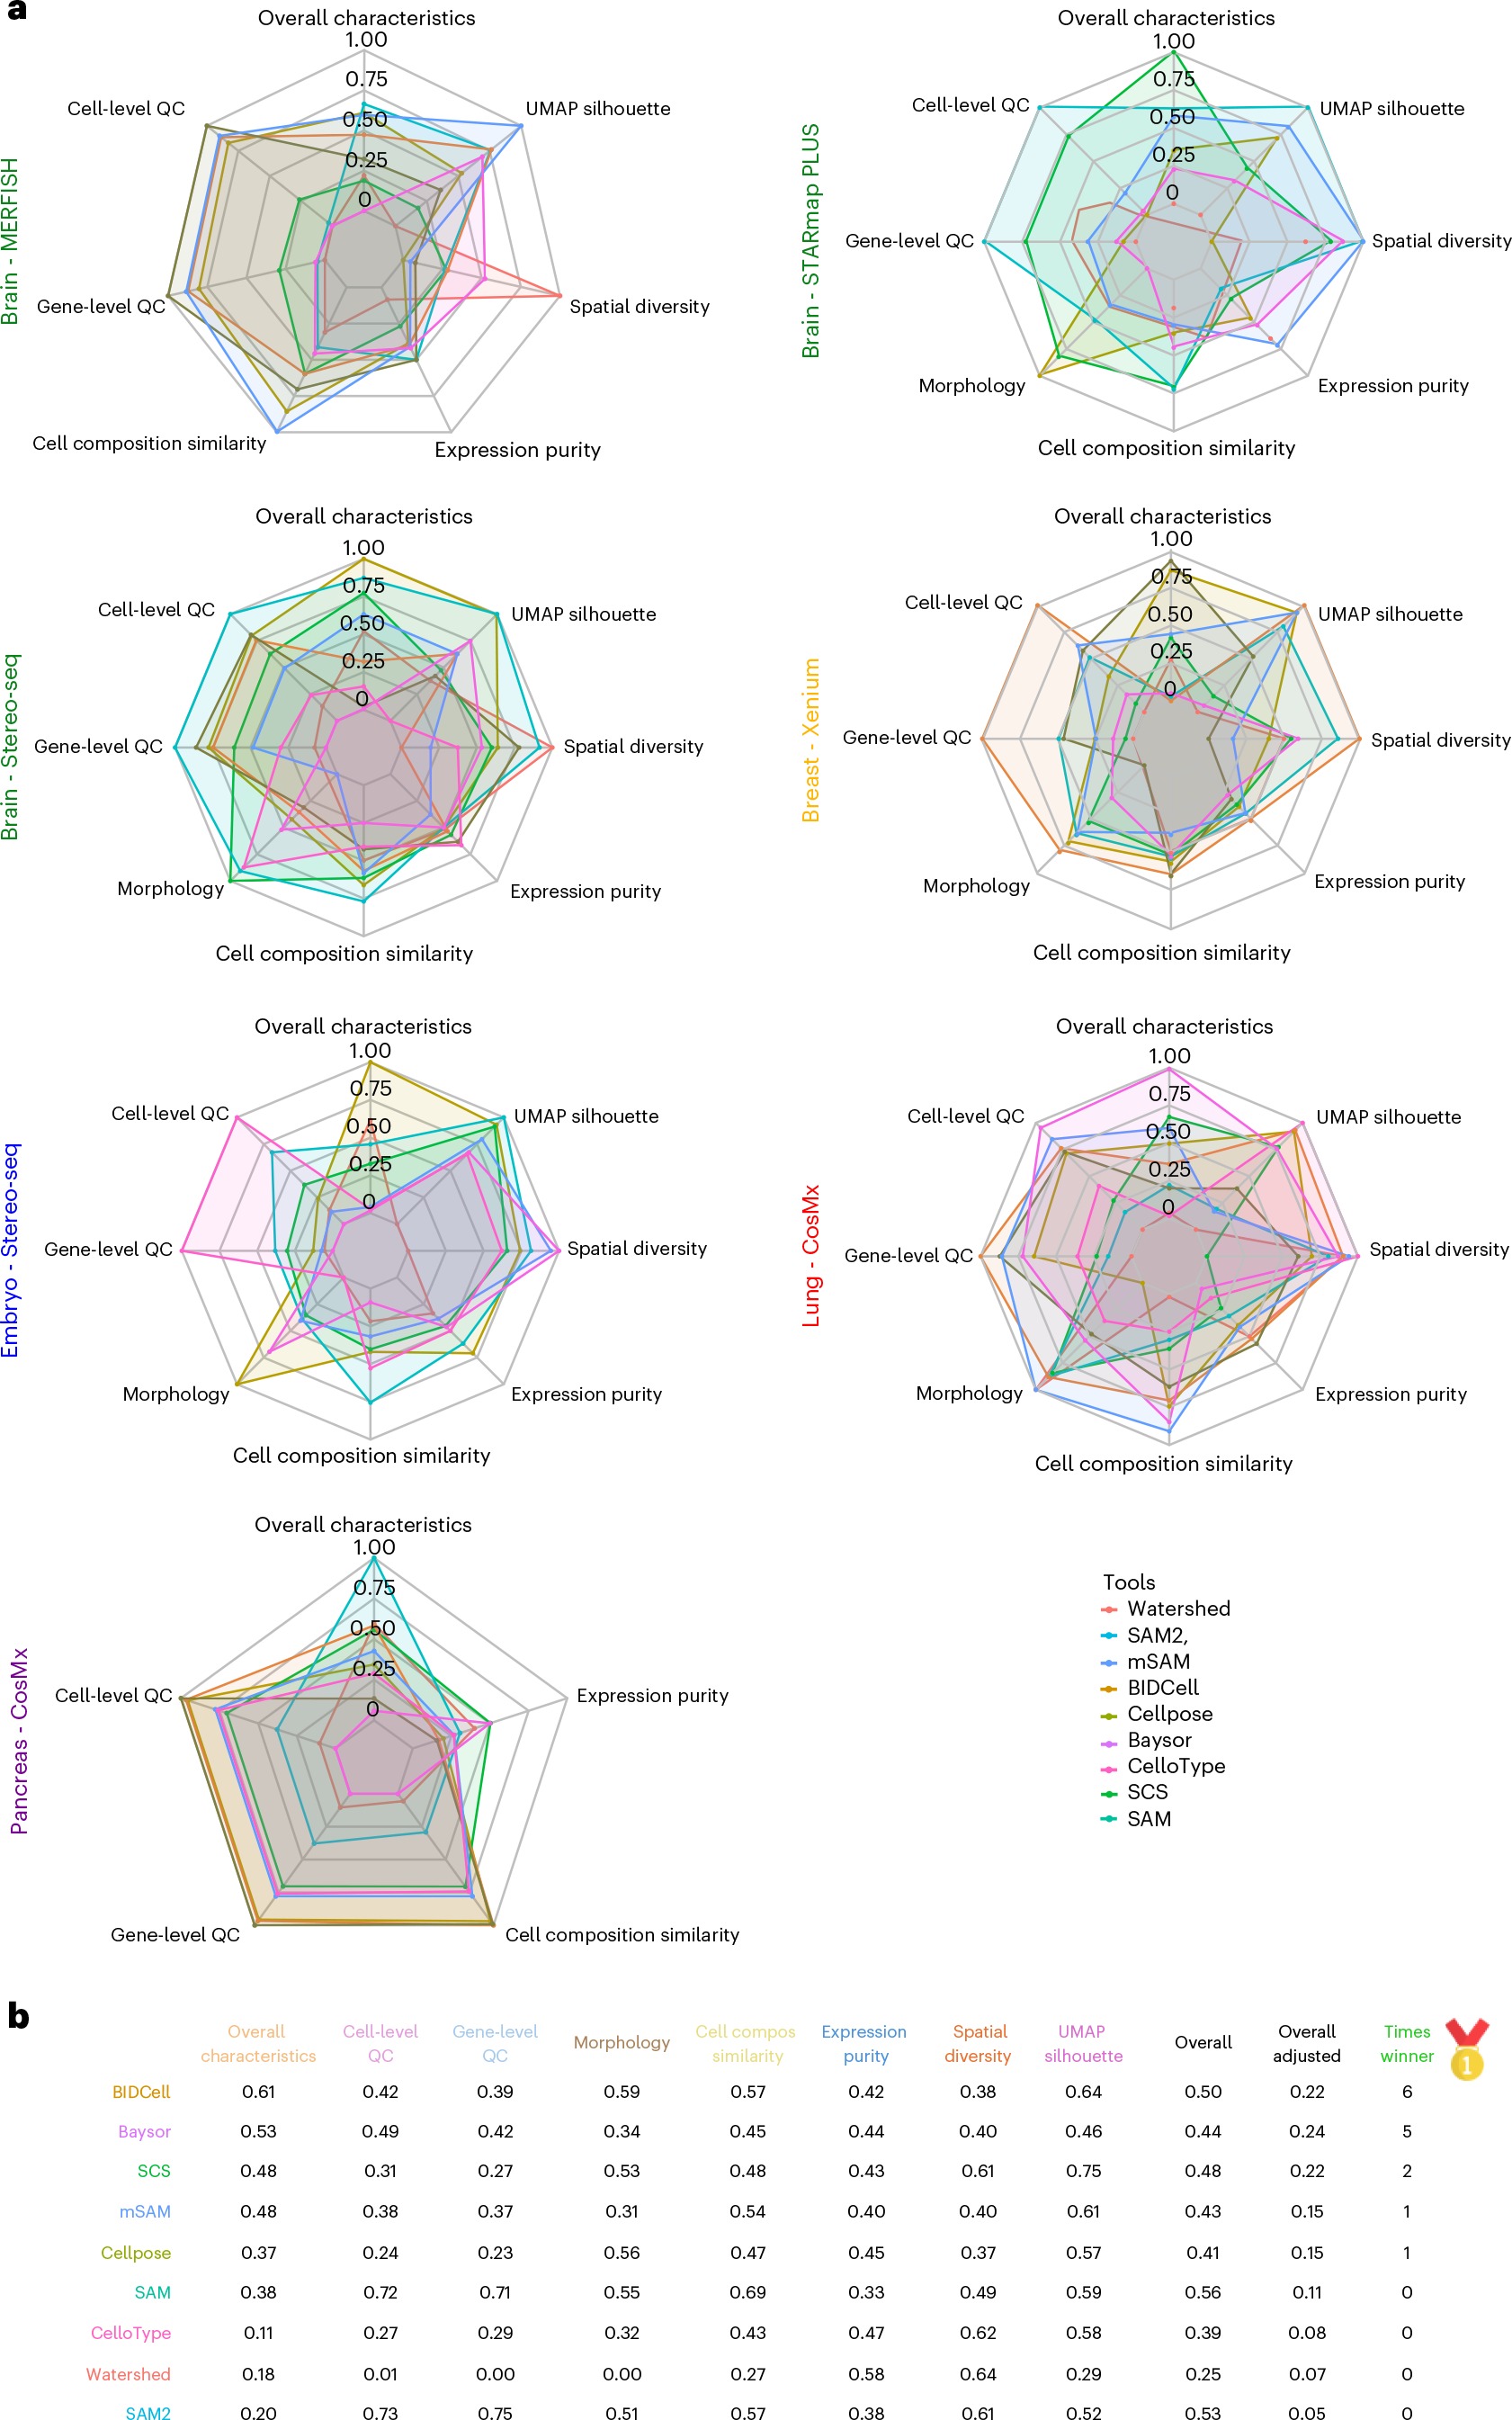 a
Overall characteristics
1.00
0.75
0.50
0.25
0
Cell-level QC
UMAP silhouette
Gene-level QC
Spatial diversity
Cell composition similarity
Expression purity
Brain - MERFISH
Overall characteristics
1.00
0.75
0.50
0.25
0
Cell-level QC
UMAP silhouette
Gene-level QC
Spatial diversity
Morphology
Expression purity
Cell composition similarity
Brain - STARmap PLUS
Overall characteristics
1.00
0.75
0.50
0.25
0
Cell-level QC
UMAP silhouette
Gene-level QC
Spatial diversity
Morphology
Expression purity
Cell composition similarity
Brain - Stereo-seq
Overall characteristics
1.00
0.75
0.50
0.25
0
Cell-level QC
UMAP silhouette
Gene-level QC
Spatial diversity
Morphology
Expression purity
Cell composition similarity
Breast - Xenium
Overall characteristics
1.00
0.75
0.50
0.25
0
Cell-level QC
UMAP silhouette
Gene-level QC
Spatial diversity
Morphology
Expression purity
Cell composition similarity
Embryo - Stereo-seq
Overall characteristics
1.00
0.75
0.50
0.25
0
Cell-level QC
UMAP silhouette
Gene-level QC
Spatial diversity
Morphology
Expression purity
Cell composition similarity
Lung - CosMx
Overall characteristics
1.00
0.75
0.50
0.25
0
Cell-level QC
Expression purity
Gene-level QC
Cell composition similarity
Pancreas - CosMx
Tools
Watershed
SAM2,
mSAM
BIDCell
Cellpose
Baysor
CelloType
SCS
SAM
b
Overall characteristics Cell-level QC Gene-level QC Morphology Cell compos similarity Expression purity Spatial diversity UMAP silhouette Overall Overall adjusted Times winner 1
BIDCell 0.61 0.42 0.39 0.59 0.57 0.42 0.38 0.64 0.50 0.22 6
Baysor 0.53 0.49 0.42 0.34 0.45 0.44 0.40 0.46 0.44 0.24 5
SCS 0.48 0.31 0.27 0.53 0.48 0.43 0.61 0.75 0.48 0.22 2
mSAM 0.48 0.38 0.37 0.31 0.54 0.40 0.40 0.61 0.43 0.15 1
Cellpose 0.37 0.24 0.23 0.56 0.47 0.45 0.37 0.57 0.41 0.15 1
SAM 0.38 0.72 0.71 0.55 0.69 0.33 0.49 0.59 0.56 0.11 0
CelloType 0.11 0.27 0.29 0.32 0.43 0.47 0.62 0.58 0.39 0.08 0
Watershed 0.18 0.01 0.00 0.00 0.27 0.58 0.64 0.29 0.25 0.07 0
SAM2 0.20 0.73 0.75 0.51 0.57 0.38 0.61 0.52 0.53 0.05 0